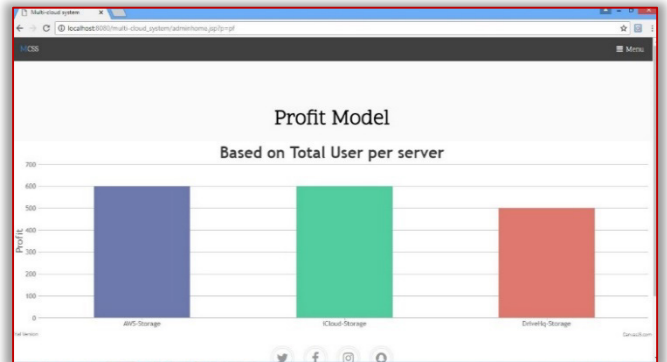 Multi-cloud system
localhost:8080/multi-cloud_system/adminhome.jsp?p=pf
MCSS
Menu
Profit Model
Based on Total User per server
700
600
500
400
300
200
100
0
Profit
AWS-Storage
iCloud-Storage
DriveHq-Storage